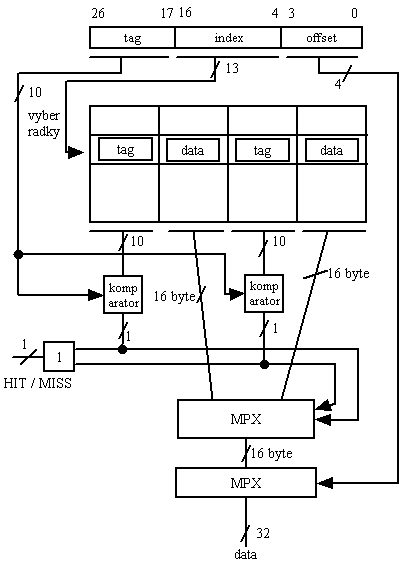 26 17 16 4 3 0
tag index offset
10 13 4
vyber
radky
tag data tag data
10 10
komp
arator
16 byte
komp
arator
16 byte
1 1
1 1
HIT / MISS
MPX
16 byte
MPX
32
data